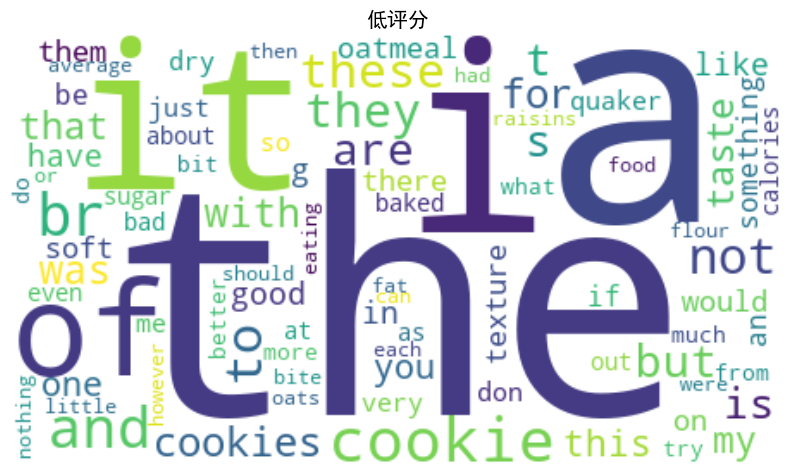 低评分
them
average
dry
then
oatmeal
these
t
had
like
it
i
a
be
just
for
quaker
that
about
they
s
raisins
taste
something
calories
have
bit
so
g
are
food
do
or
sugar
there
what
br
bad
with
baked
eating
flour
soft
not
was
the
should
good
fat
can
texture
if
would
an
even
better
in
of
me
to
at
as
much
more
each
you
out
but
from
one
bite
were
nothing
little
however
oats
very
don
is
and
cookies
cookie
this
on
try
my